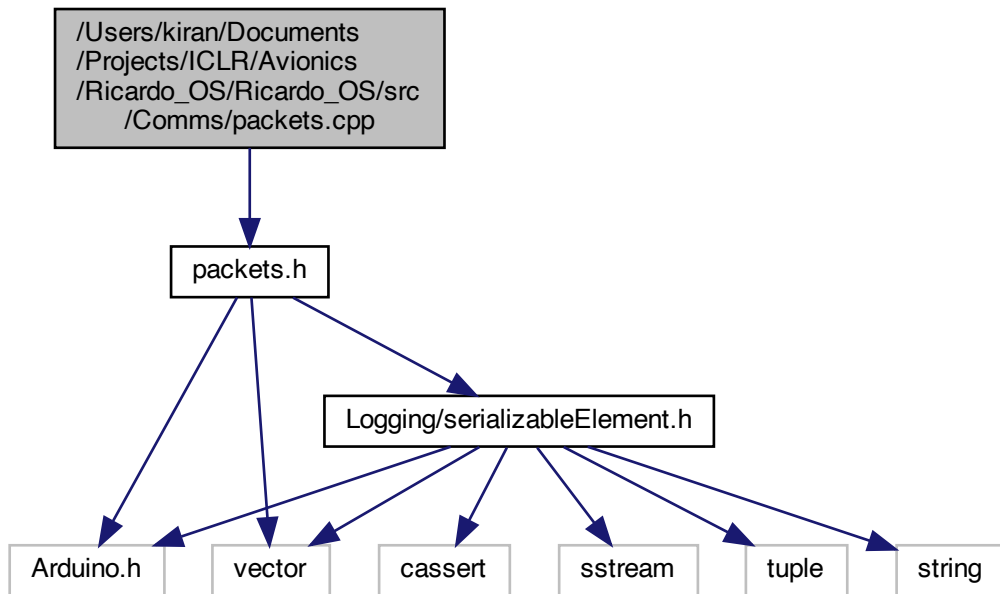 /Users/kiran/Documents
/Projects/ICLR/Avionics
/Ricardo_OS/Ricardo_OS/src
/Comms/packets.cpp
packets.h
Logging/serializableElement.h
Arduino.h
vector
cassert
sstream
tuple
string